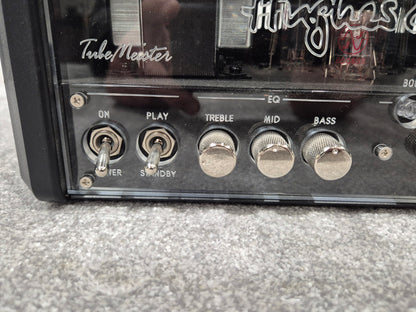 Hughes &
TubeMeister
EQ
ON
PLAY
TREBLE
MID
BASS
STANDBY